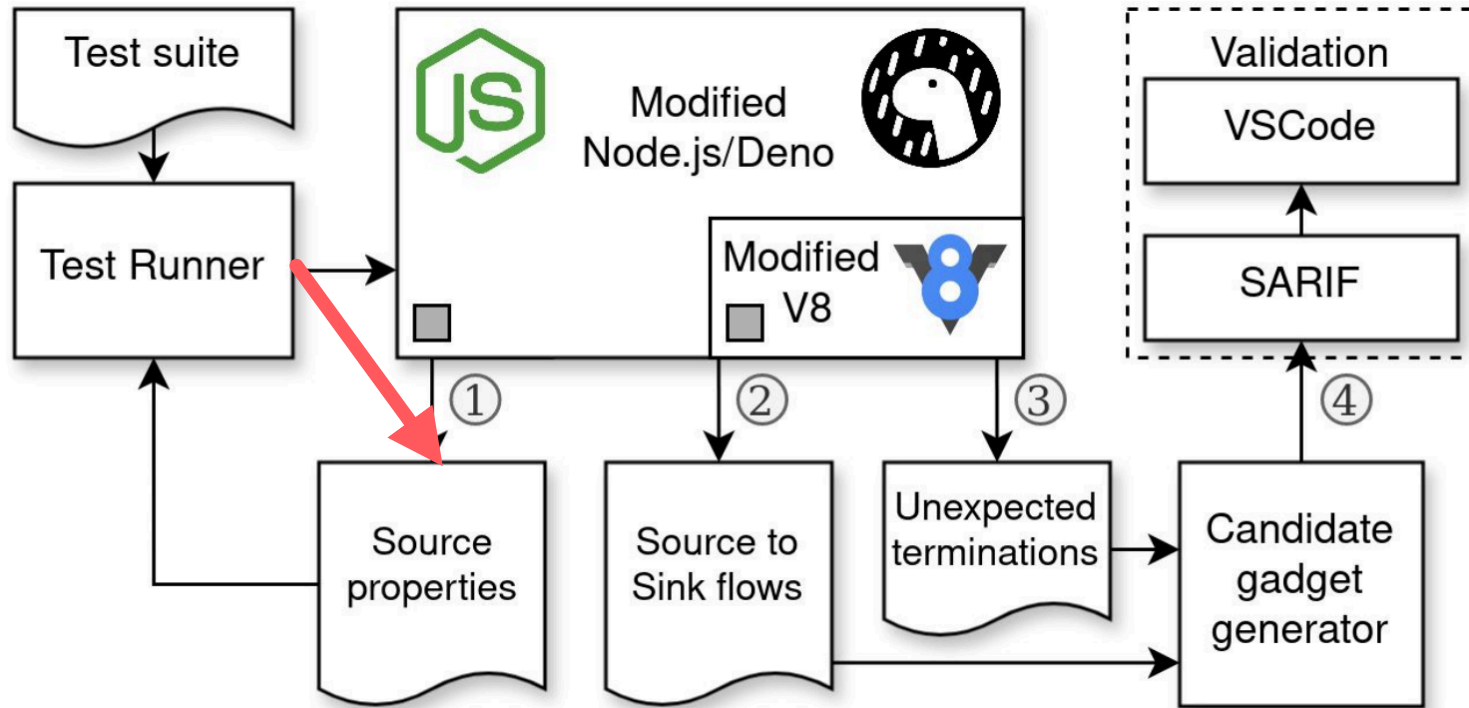 Test suite
Test Runner
JS
Modified
Node.js/Deno
Modified
V8
8
Validation
VSCode
SARIF
①
②
③
④
Source
properties
Source to
Sink flows
Unexpected
terminations
Candidate
gadget
generator